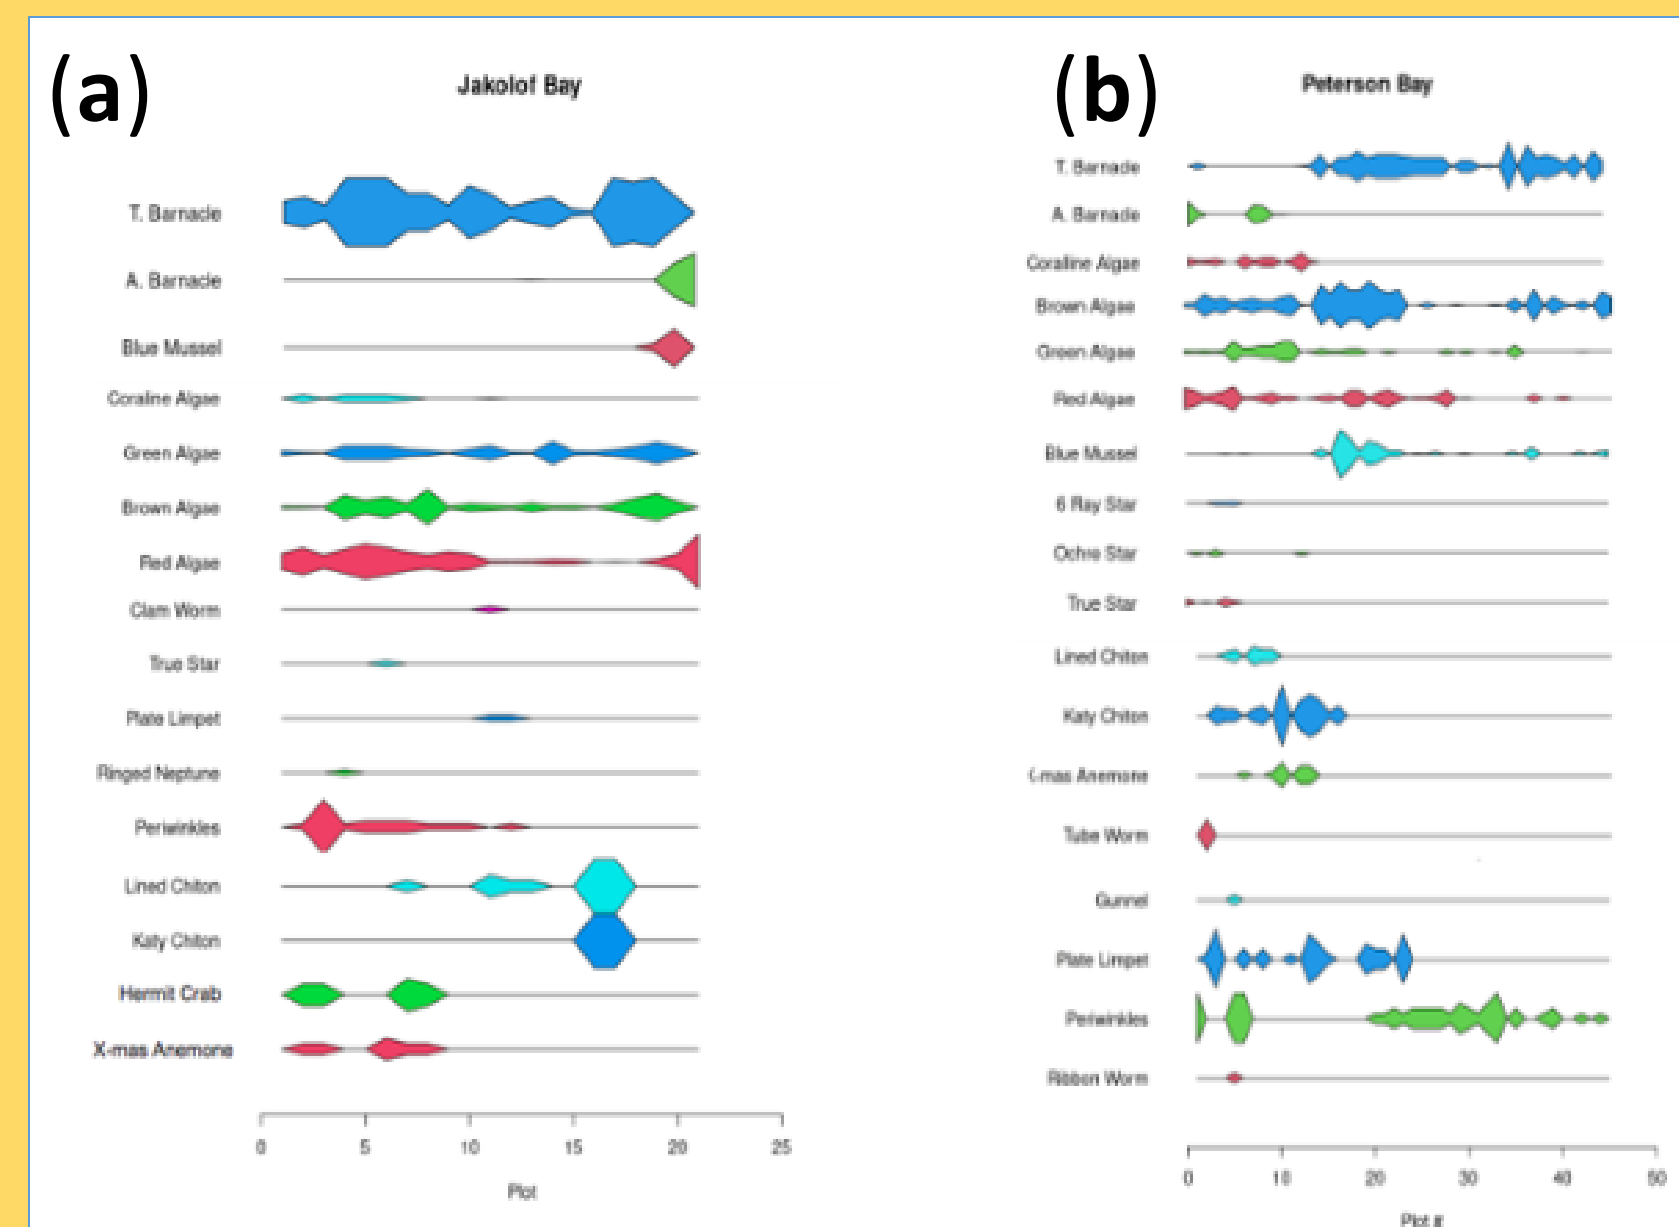 (a)
Jakolof Bay
T. Barnacle
A. Barnacle
Blue Mussel
Coraline Algae
Green Algae
Brown Algae
Red Algae
Clam Worm
True Star
Plate Limpet
Ringed Neptune
Periwinkles
Lined Chiton
Katy Chiton
Hermit Crab
X-mas Anemone
0 5 10 15 20 25
Plot
(b)
Peterson Bay
T. Barnacle
A. Barnacle
Coralline Algae
Brown Algae
Green Algae
Red Algae
Blue Mussel
6 Ray Star
Ochre Star
True Star
Lined Chiton
Katy Chiton
-mas Anemone
Tube Worm
Gunnel
Plate Limpet
Periwinkles
Ribbon Worm
0 10 20 30 40 50
Plot #